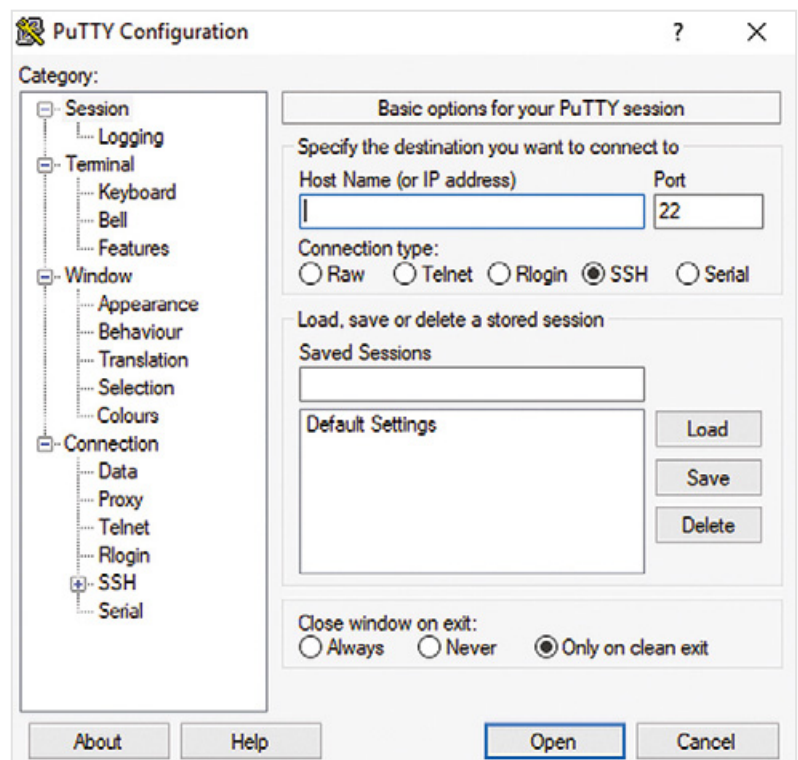 PuTTY Configuration ? X
Category:
Session
Logging
Terminal
Keyboard
Bell
Features
Window
Appearance
Behaviour
Translation
Selection
Colours
Connection
Data
Proxy
Telnet
Rlogin
SSH
Serial
Basic options for your PuTTY session
Specify the destination you want to connect to
Host Name (or IP address) Port
22
Connection type:
Raw Telnet Rlogin SSH Serial
Load, save or delete a stored session
Saved Sessions
Default Settings
Load
Save
Delete
Close window on exit:
Always Never Only on clean exit
About Help Open Cancel